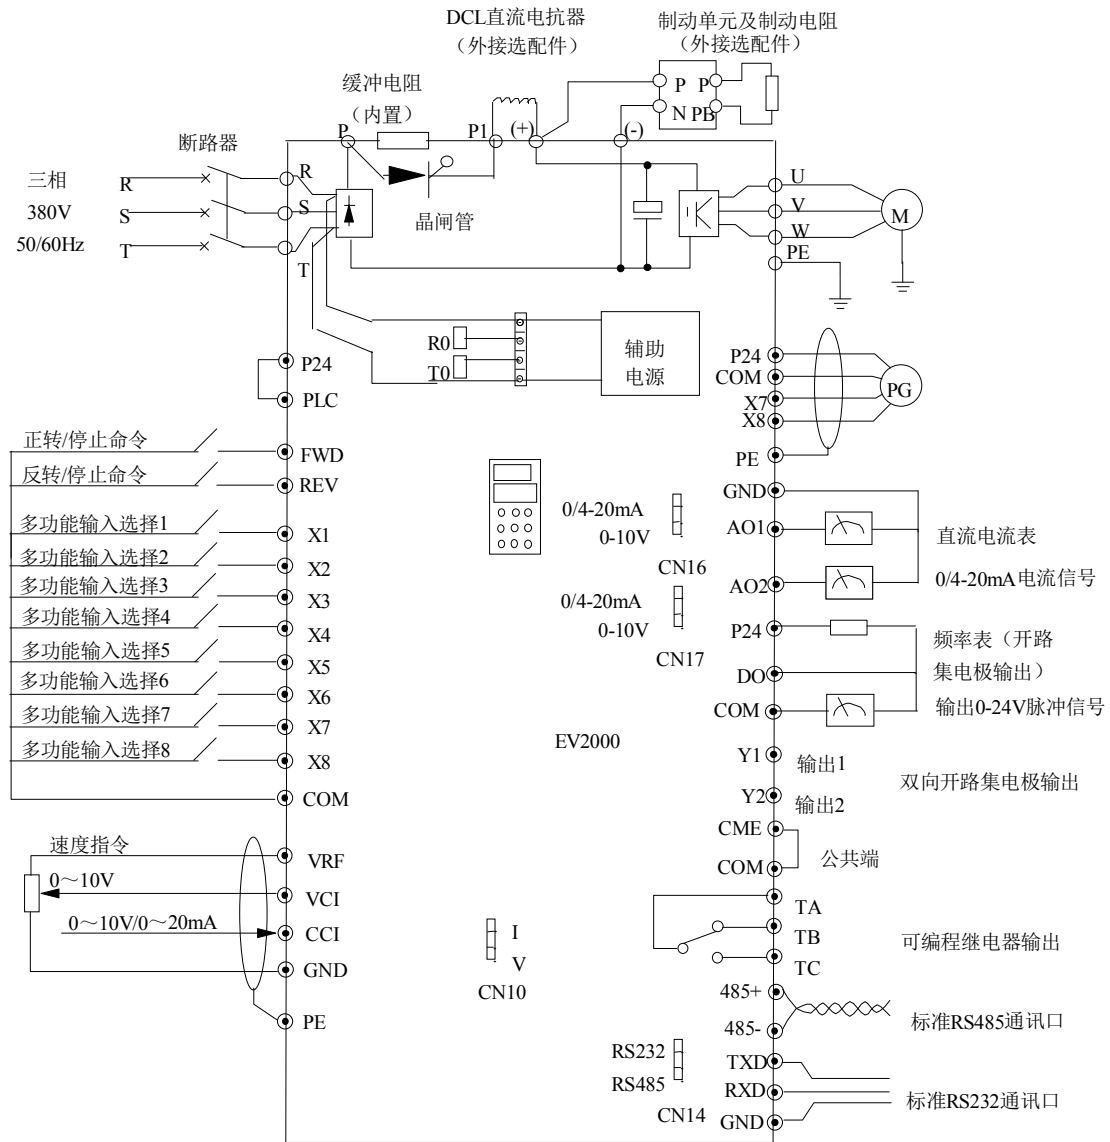 DCL直流电抗器
（外接选配件）
制动单元及制动电阻
（外接选配件）
缓冲电阻
（内置）
P
P
N
PB
P
P1
(+)
(-)
断路器
三相
380V
50/60Hz
R
S
T
R
S
T
晶闸管
U
V
W
PE
M
R0
T0
辅助
电源
P24
PLC
P24
COM
X7
X8
PE
PG
正转/停止命令
FWD
反转/停止命令
REV
多功能输入选择1
X1
多功能输入选择2
X2
多功能输入选择3
X3
多功能输入选择4
X4
多功能输入选择5
X5
多功能输入选择6
X6
多功能输入选择7
X7
多功能输入选择8
X8
COM
0/4-20mA
0-10V
CN16
0/4-20mA
0-10V
CN17
GND
AO1
AO2
直流电流表
0/4-20mA电流信号
P24
DO
COM
频率表（开路
集电极输出）
输出0-24V脉冲信号
EV2000
Y1
输出1
Y2
输出2
双向开路集电极输出
CME
COM
公共端
速度指令
VRF
0～10V
VCI
0～10V/0～20mA
CCI
GND
PE
I
V
CN10
TA
TB
TC
可编程继电器输出
485+
485-
标准RS485通讯口
RS232
RS485
CN14
TXD
RXD
GND
标准RS232通讯口